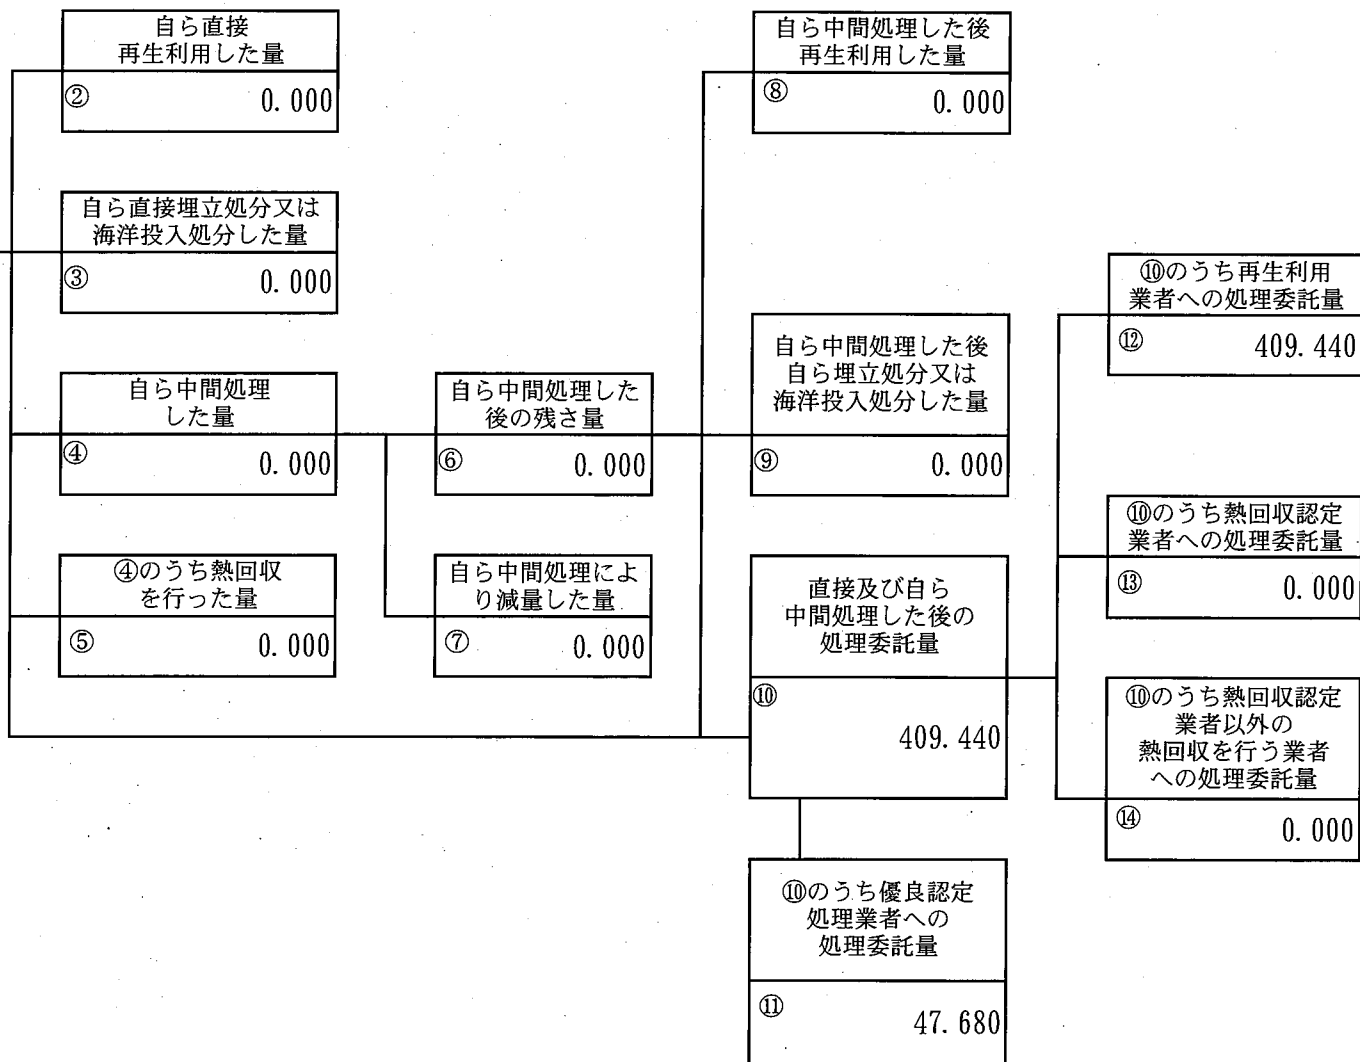 自ら直接
再生利用した量
② 0.000
自ら直接埋立処分又は
海洋投入処分した量
③ 0.000
自ら中間処理
した量
④ 0.000
④のうち熱回収
を行った量
⑤ 0.000
自ら中間処理した
後の残さ量
⑥ 0.000
自ら中間処理によ
り減量した量
⑦ 0.000
自ら中間処理した後
再生利用した量
⑧ 0.000
自ら中間処理した後
自ら埋立処分又は
海洋投入処分した量
⑨ 0.000
直接及び自ら
中間処理した後の
処理委託量
⑩
409.440
⑩のうち優良認定
処理業者への
処理委託量
⑪ 47.680
⑩のうち再生利用
業者への処理委託量
⑫ 409.440
⑩のうち熱回収認定
業者への処理委託量
⑬ 0.000
⑩のうち熱回収認定
業者以外の
熱回収を行う業者
への処理委託量
⑭ 0.000